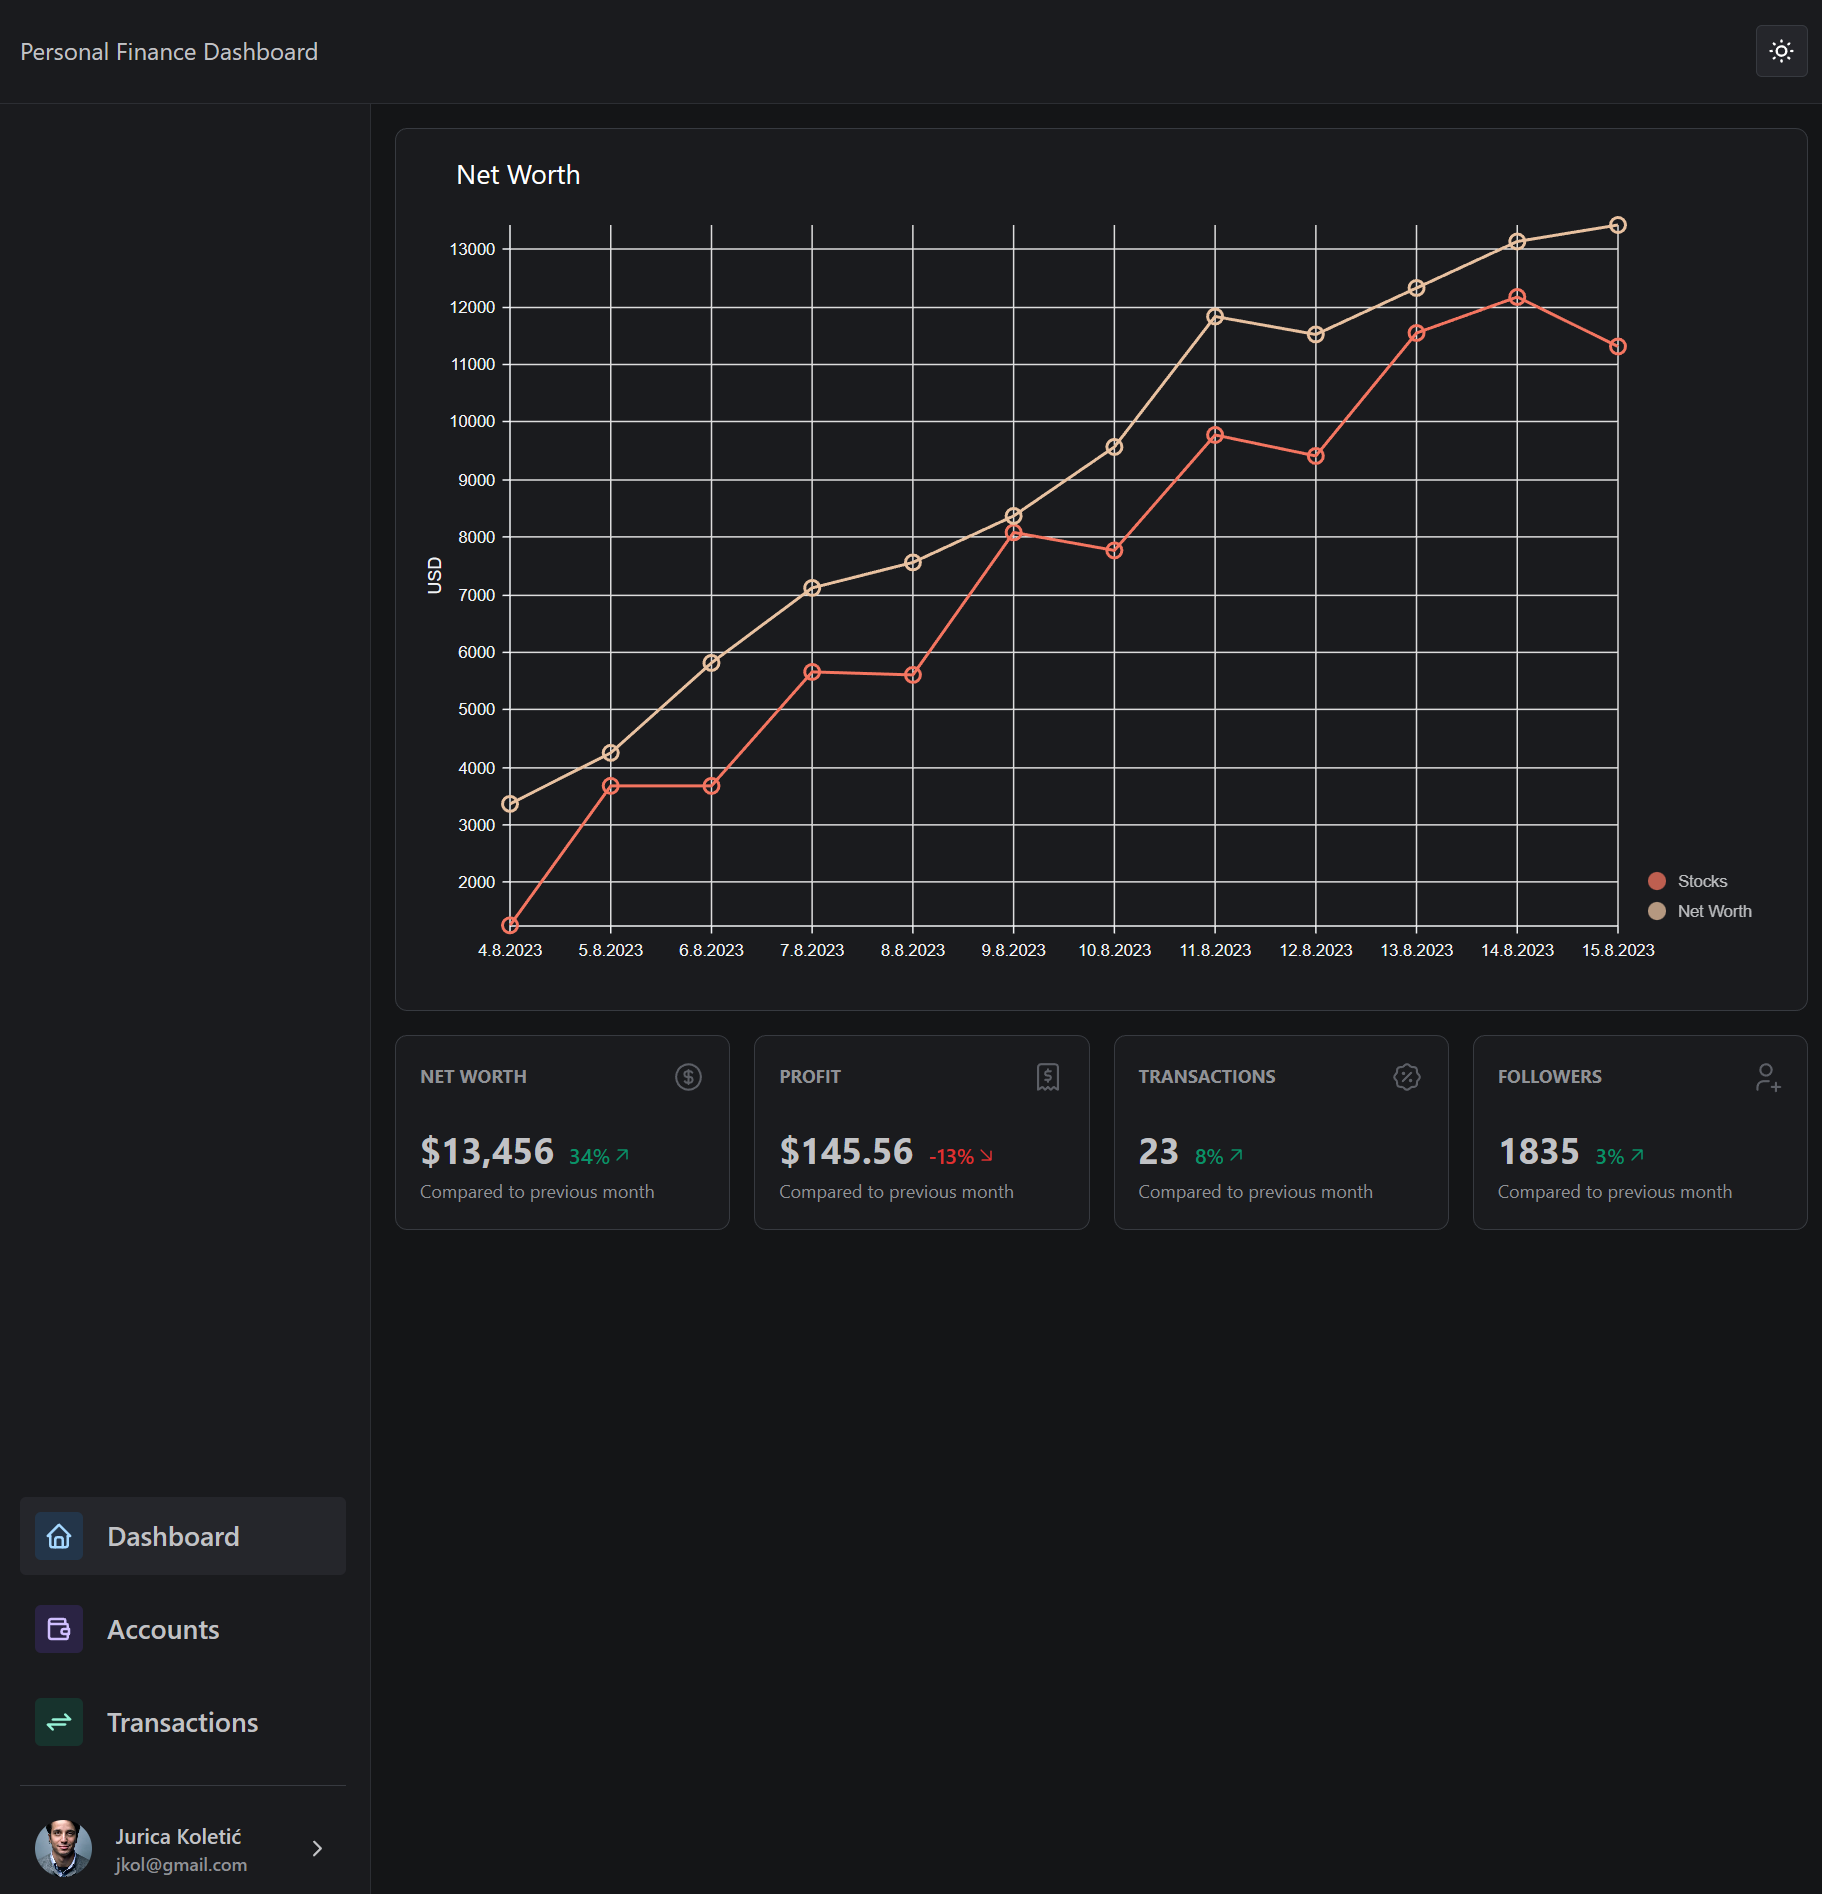 Personal Finance Dashboard
Net Worth
13000
12000
11000
10000
9000
8000
7000
6000
5000
4000
3000
2000
USD
4.8.2023 5.8.2023 6.8.2023 7.8.2023 8.8.2023 9.8.2023 10.8.2023 11.8.2023 12.8.2023 13.8.2023 14.8.2023 15.8.2023
Stocks
Net Worth
NET WORTH
$13,456 34%
Compared to previous month
PROFIT
$145.56 -13%
Compared to previous month
TRANSACTIONS
23 8%
Compared to previous month
FOLLOWERS
1835 3%
Compared to previous month
Dashboard
Accounts
Transactions
Jurica Koletić
jkol@gmail.com